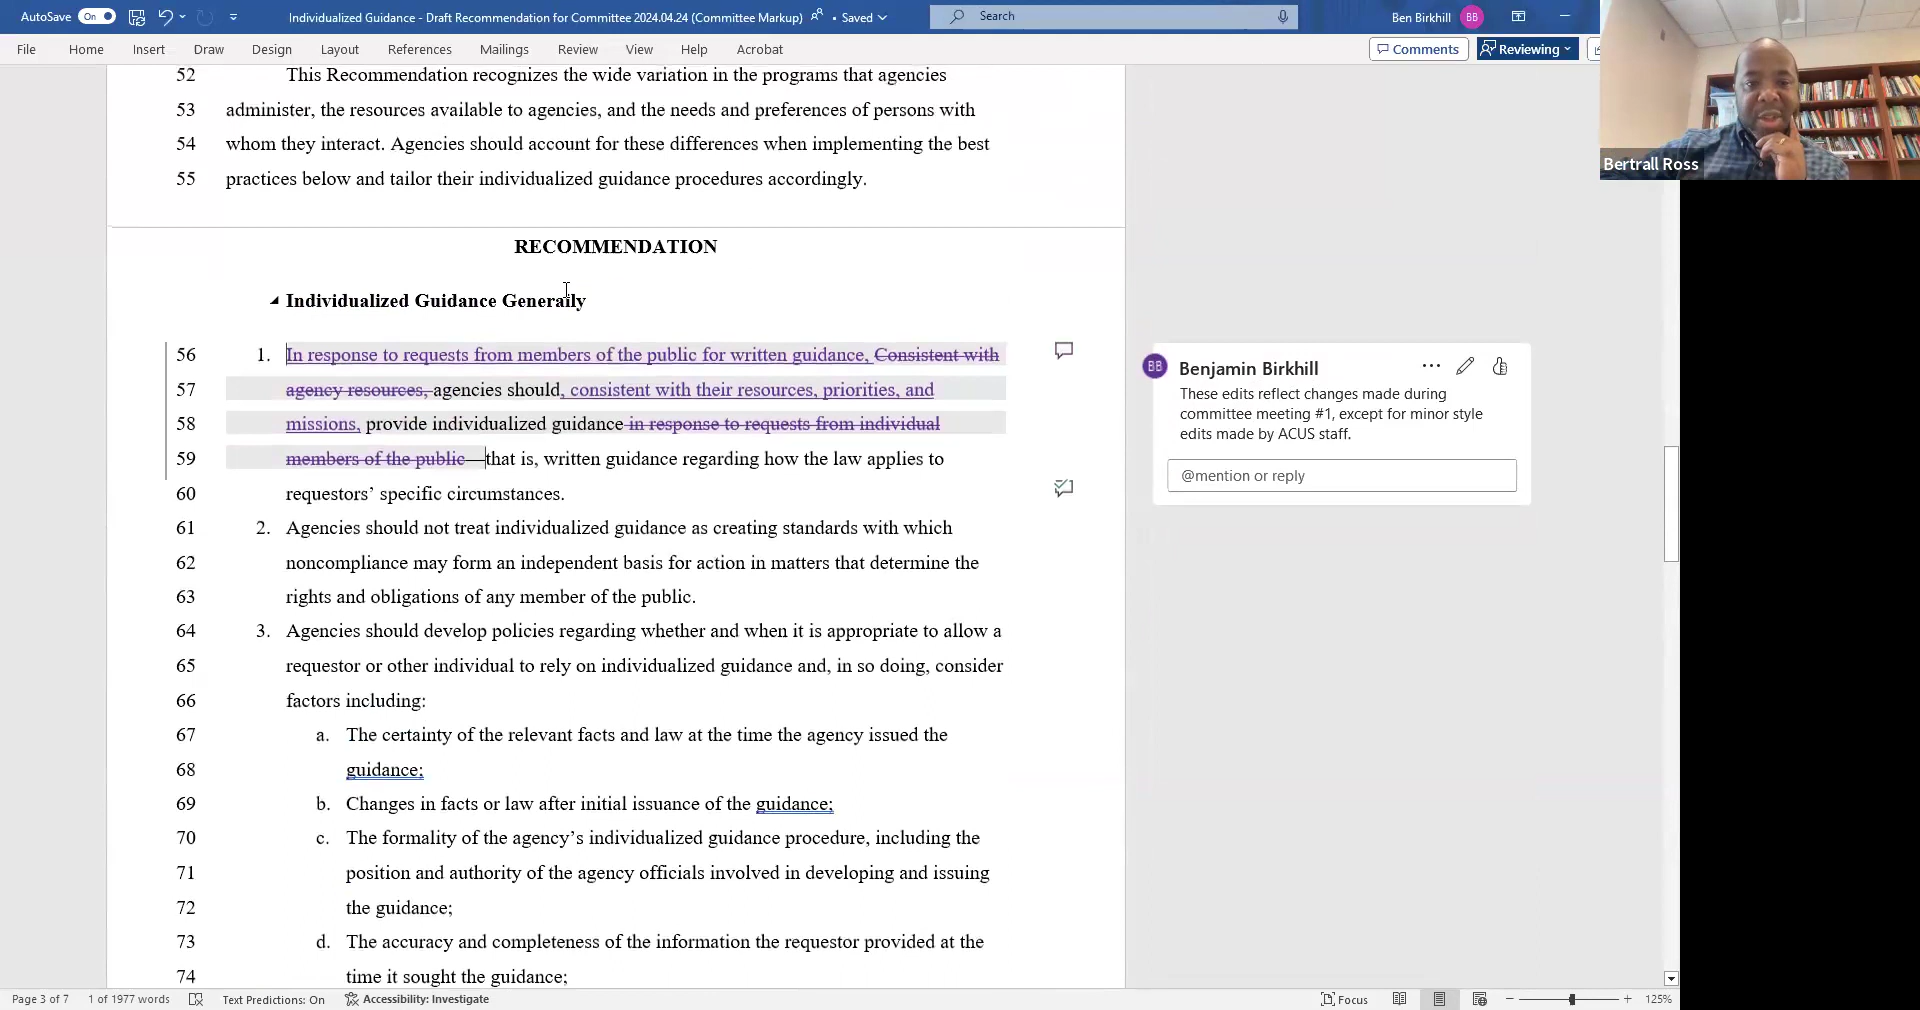 AutoSave On Individualized Guidance - Draft Recommendation for Committee 2024.04.24 (Committee Markup) Saved Search Ben Birkhill BB
File Home Insert Draw Design Layout References Mailings Review View Help Acrobat Comments Reviewing
Bertrall Ross
52 This Recommendation recognizes the wide variation in the programs that agencies
53 administer, the resources available to agencies, and the needs and preferences of persons with
54 whom they interact. Agencies should account for these differences when implementing the best
55 practices below and tailor their individualized guidance procedures accordingly.
RECOMMENDATION
Individualized Guidance Generally
56 1. In response to requests from members of the public for written guidance, Consistent with
57 agency resources, agencies should, consistent with their resources, priorities, and
58 missions, provide individualized guidance in response to requests from individual
59 members of the public—that is, written guidance regarding how the law applies to
60 requestors’ specific circumstances.
61 2. Agencies should not treat individualized guidance as creating standards with which
62 noncompliance may form an independent basis for action in matters that determine the
63 rights and obligations of any member of the public.
64 3. Agencies should develop policies regarding whether and when it is appropriate to allow a
65 requestor or other individual to rely on individualized guidance and, in so doing, consider
66 factors including:
67 a. The certainty of the relevant facts and law at the time the agency issued the
68 guidance;
69 b. Changes in facts or law after initial issuance of the guidance;
70 c. The formality of the agency’s individualized guidance procedure, including the
71 position and authority of the agency officials involved in developing and issuing
72 the guidance;
73 d. The accuracy and completeness of the information the requestor provided at the
74 time it sought the guidance;
BB Benjamin Birkhill
These edits reflect changes made during
committee meeting #1, except for minor style
edits made by ACUS staff.
@mention or reply
Page 3 of 7 1 of 1977 words Text Predictions: On Accessibility: Investigate Focus 125%